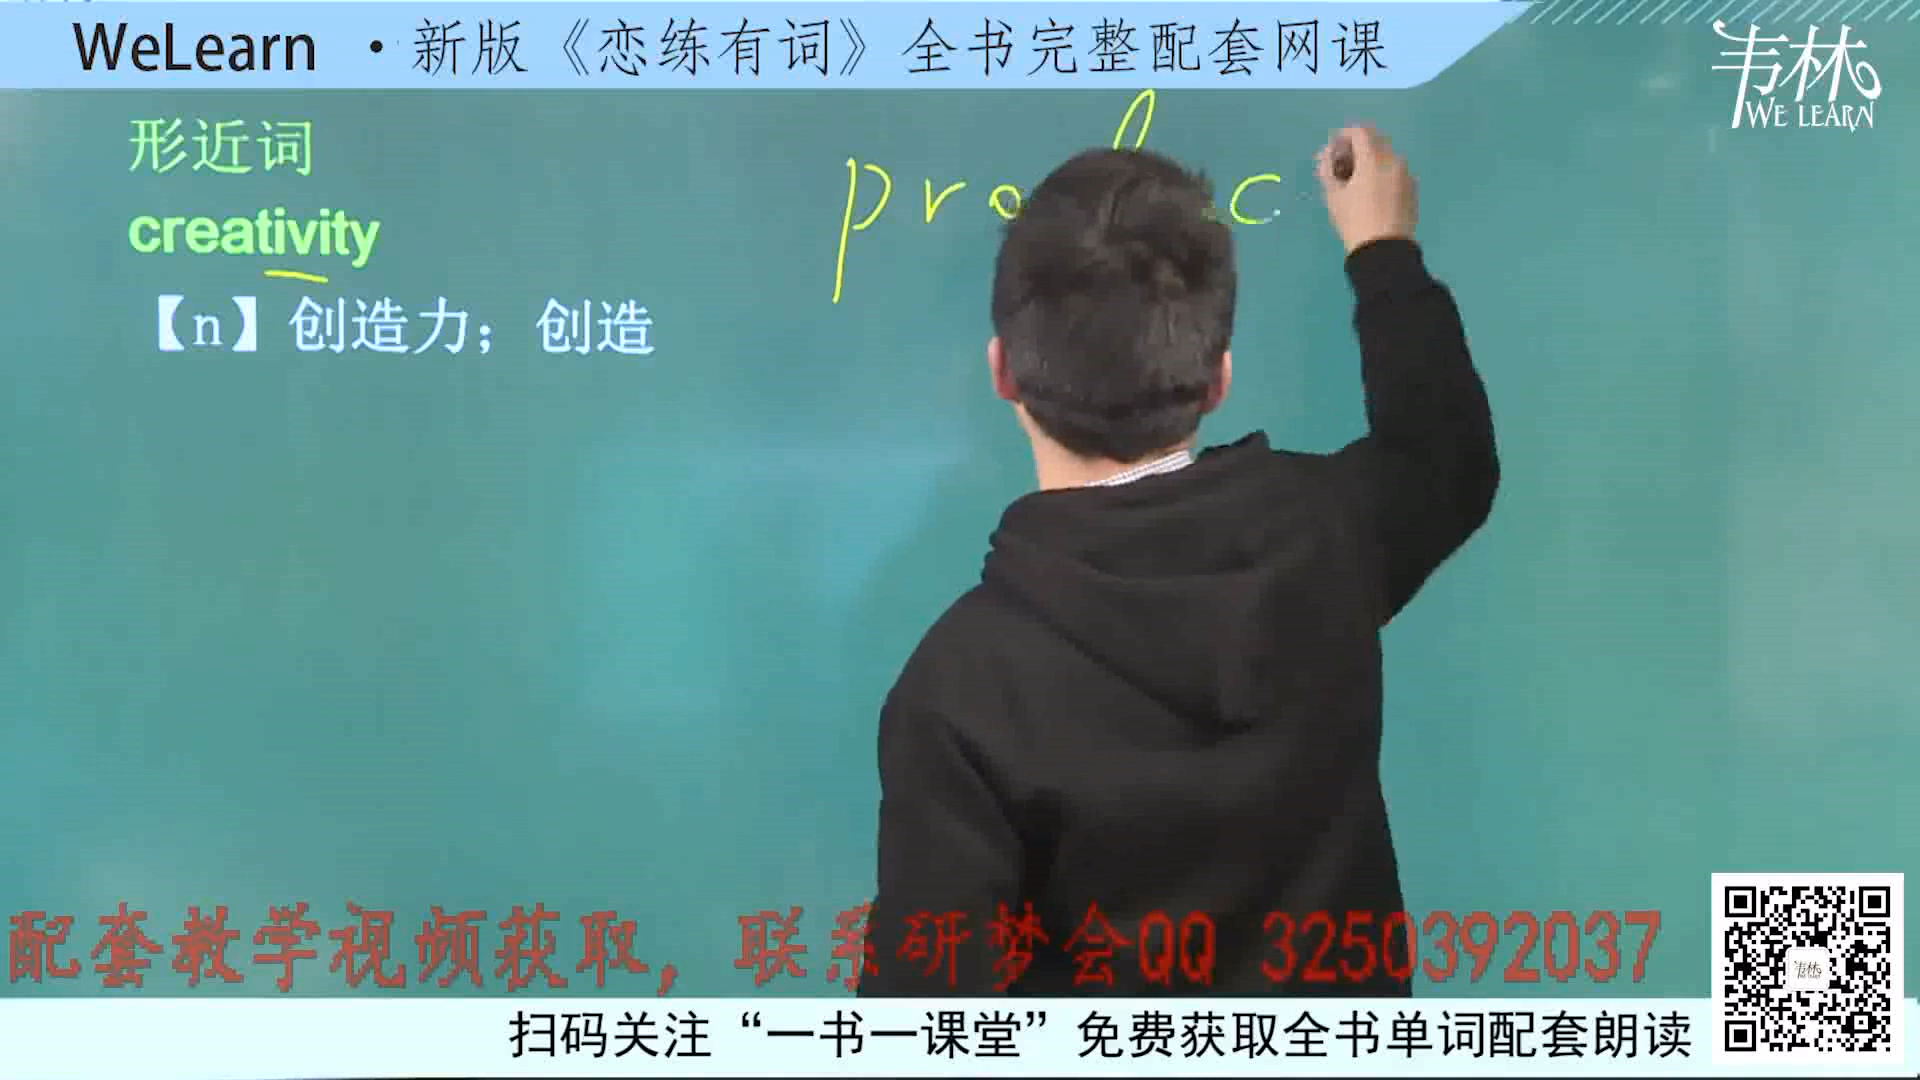 WeLearn ·新版《恋练有词》全书完整配套网课
韦林
WE LEARN
形近词
creativity
【n】创造力；创造
pro c
配套教学视频获取，联系研梦会QQ 3250392037
扫码关注“一书一课堂”免费获取全书单词配套朗读
韦林